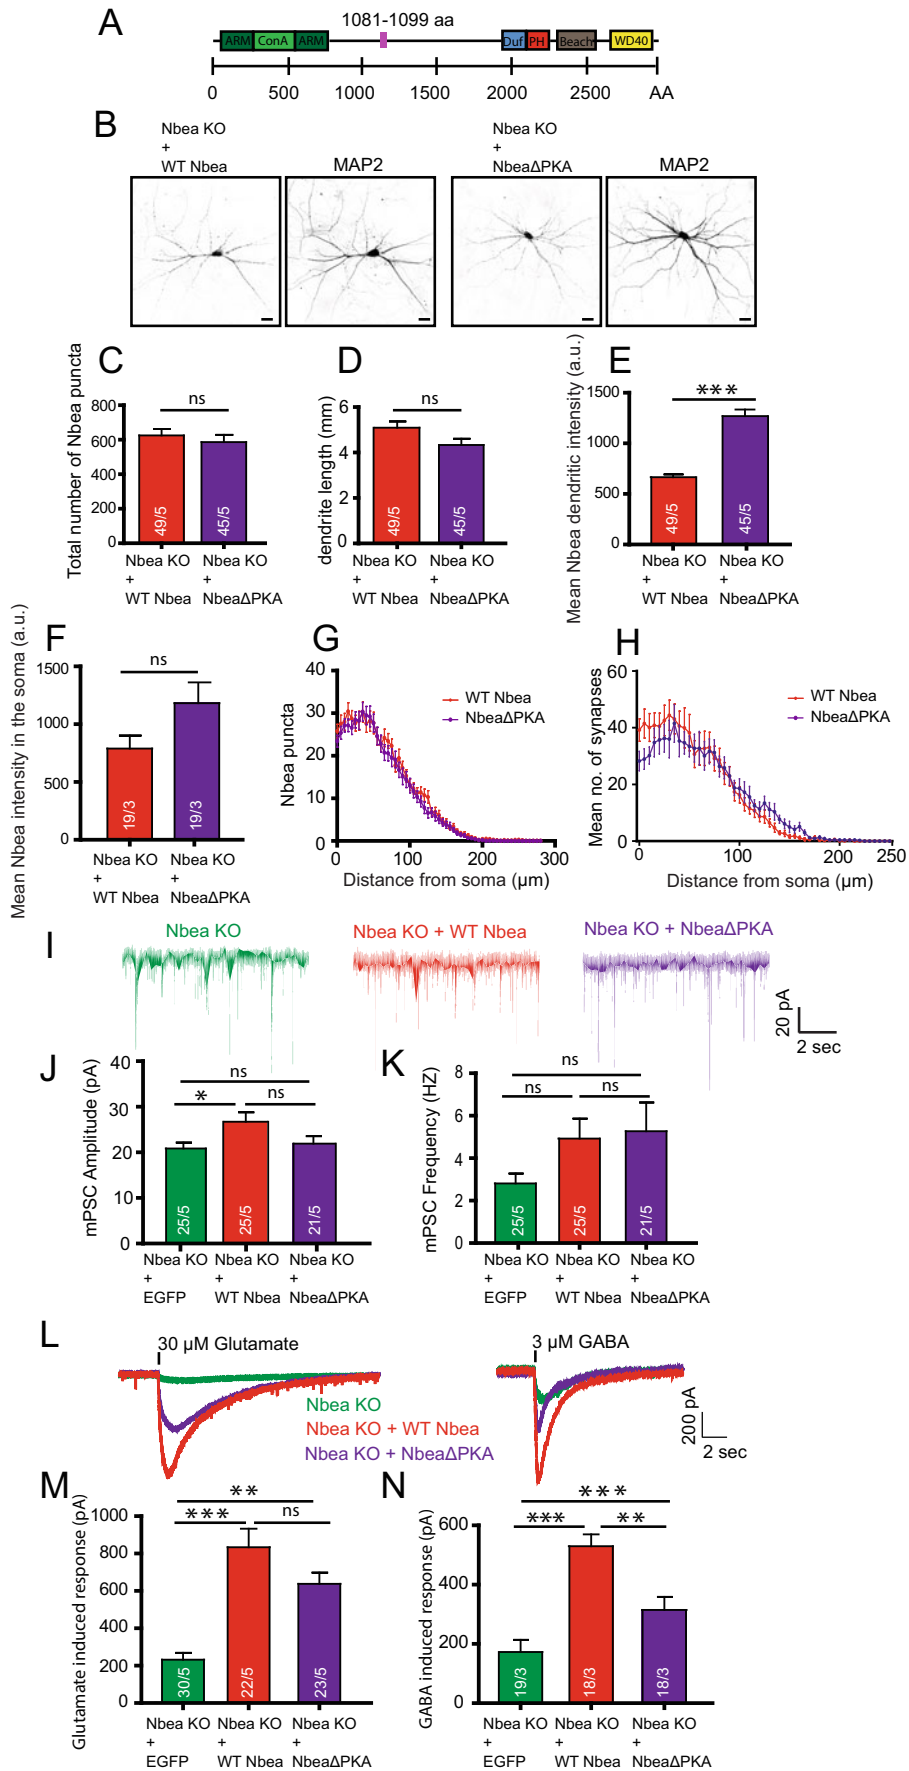 A
1081-1099 aa
ARM ConA ARM Duf PH Beach WD40
0 500 1000 1500 2000 2500 AA
B
Nbea KO
+
WT Nbea
MAP2
Nbea KO
+
NbeaΔPKA
MAP2
C
Total number of Nbea puncta
800
600
400
200
0
ns
49/5
45/5
Nbea KO
+
WT Nbea
Nbea KO
+
NbeaΔPKA
D
dendrite length (mm)
6
4
2
0
ns
49/5
45/5
Nbea KO
+
WT Nbea
Nbea KO
+
NbeaΔPKA
E
Mean Nbea dendritic intensity (a.u.)
1500
1000
500
0
***
49/5
45/5
Nbea KO
+
WT Nbea
Nbea KO
+
NbeaΔPKA
F
Mean Nbea intensity in the soma (a.u.)
1500
1000
500
0
ns
19/3
19/3
Nbea KO
+
WT Nbea
Nbea KO
+
NbeaΔPKA
G
Nbea puncta
40
30
20
10
0
WT Nbea
NbeaΔPKA
0 100 200 300
Distance from soma (µm)
H
Mean no. of synapses
60
40
20
0
WT Nbea
NbeaΔPKA
0 100 200 250
Distance from soma (µm)
I
Nbea KO
Nbea KO + WT Nbea
Nbea KO + NbeaΔPKA
20 pA
2 sec
J
mPSC Amplitude (pA)
40
30
20
10
0
ns
*
ns
25/5
25/5
21/5
Nbea KO
+
EGFP
Nbea KO
+
WT Nbea
Nbea KO
+
NbeaΔPKA
K
mPSC Frequency (HZ)
8
6
4
2
0
ns
ns
ns
25/5
25/5
21/5
Nbea KO
+
EGFP
Nbea KO
+
WT Nbea
Nbea KO
+
NbeaΔPKA
L
30 µM Glutamate
3 µM GABA
Nbea KO
Nbea KO + WT Nbea
Nbea KO + NbeaΔPKA
200 pA
2 sec
M
Glutamate induced response (pA)
1000
800
600
400
200
0
**
***
ns
30/5
22/5
23/5
Nbea KO
+
EGFP
Nbea KO
+
WT Nbea
Nbea KO
+
NbeaΔPKA
N
GABA induced response (pA)
600
400
200
0
***
***
**
19/3
18/3
18/3
Nbea KO
+
EGFP
Nbea KO
+
WT Nbea
Nbea KO
+
NbeaΔPKA